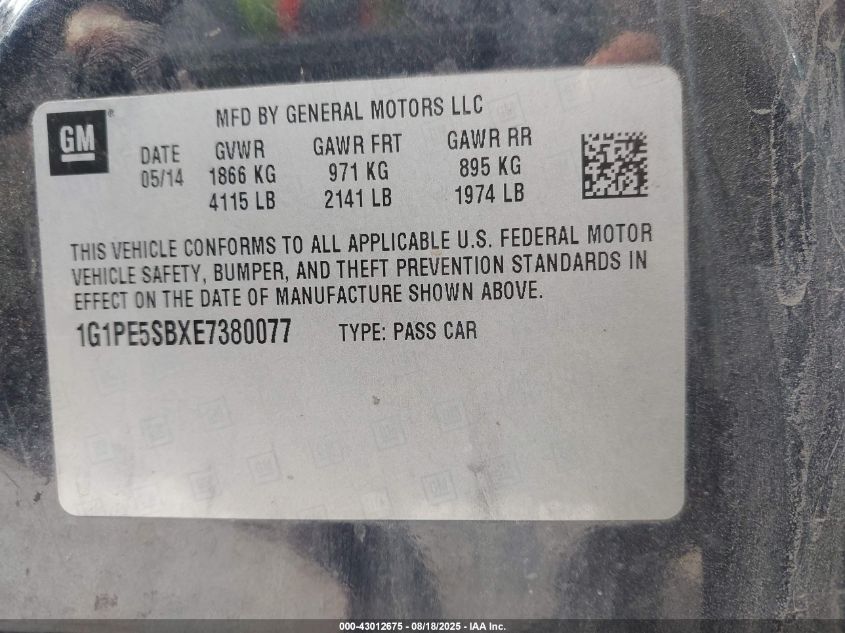 GM ®
MFD BY GENERAL MOTORS LLC
DATE GVWR GAWR FRT GAWR RR
05/14 1866 KG 971 KG 895 KG
4115 LB 2141 LB 1974 LB
THIS VEHICLE CONFORMS TO ALL APPLICABLE U.S. FEDERAL MOTOR
VEHICLE SAFETY, BUMPER, AND THEFT PREVENTION STANDARDS IN
EFFECT ON THE DATE OF MANUFACTURE SHOWN ABOVE.
1G1PE5SBXE7380077 TYPE: PASS CAR
000-43012675 - 08/18/2025 - IAA Inc.